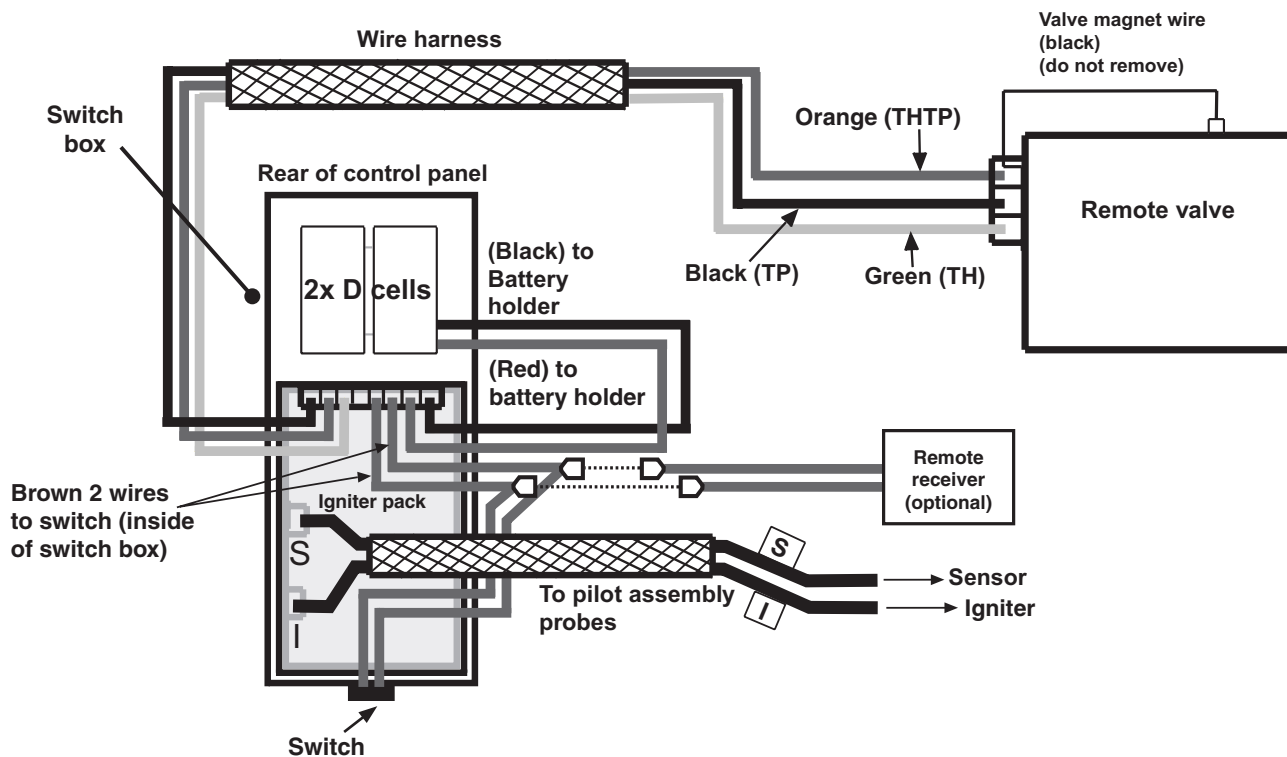 Valve magnet wire
(black)
(do not remove)
Wire harness
Switch
box
Orange (THTP)
Rear of control panel
Remote valve
(Black) to
Battery
holder
Black (TP)
Green (TH)
2x D cells
(Red) to
battery holder
Remote
receiver
(optional)
Brown 2 wires
to switch (inside
of switch box)
Igniter pack
S
S
Sensor
I
I
Igniter
To pilot assembly
probes
Switch